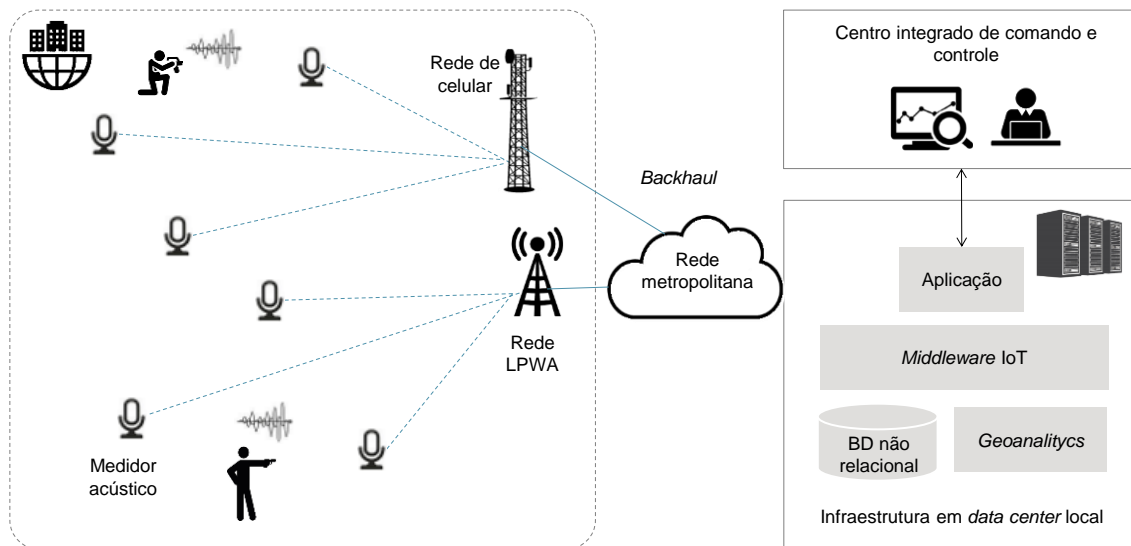 Rede de
celular
Medidor
acústico
Rede
LPWA
Backhaul
Rede
metropolitana
Centro integrado de comando e
controle
Aplicação
Middleware IoT
BD não
relacional
Geoanalitycs
Infraestrutura em data center local